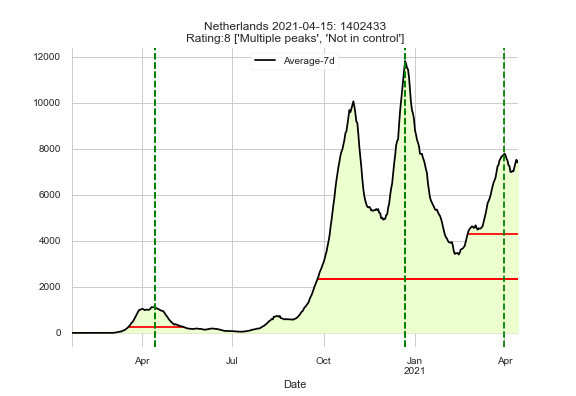 Netherlands 2021-04-15: 1402433
Rating:8 ['Multiple peaks', 'Not in control']
Average-7d
12000
10000
8000
6000
4000
2000
0
Apr
Jul
Oct
Jan
2021
Apr
Date